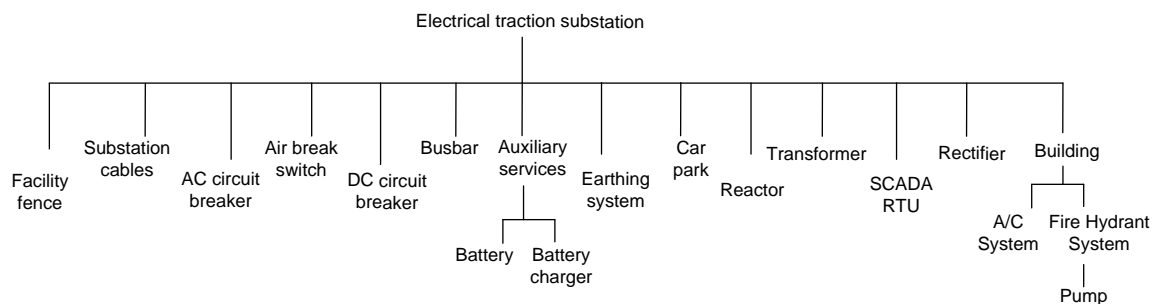 Electrical traction substation
Facility
fence
Substation
cables
AC circuit
breaker
Air break
switch
DC circuit
breaker
Busbar
Auxiliary
services
Earthing
system
Car
park
Reactor
Transformer
SCADA
RTU
Rectifier
Building
Battery
Battery
charger
A/C
System
Fire Hydrant
System
Pump